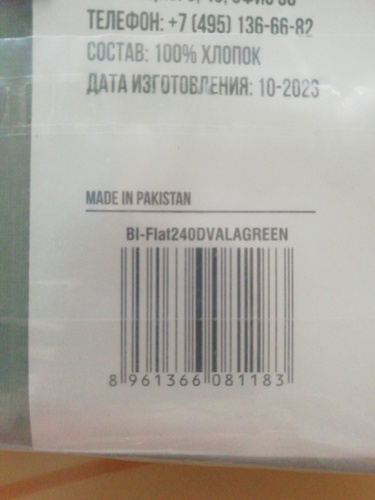 ТЕЛЕФОН: +7 (495) 136-66-82
СОСТАВ: 100% ХЛОПОК
ДАТА ИЗГОТОВЛЕНИЯ: 10-2023
MADE IN PAKISTAN
BI-Flat240DVALAGREEN
8 961366 081183